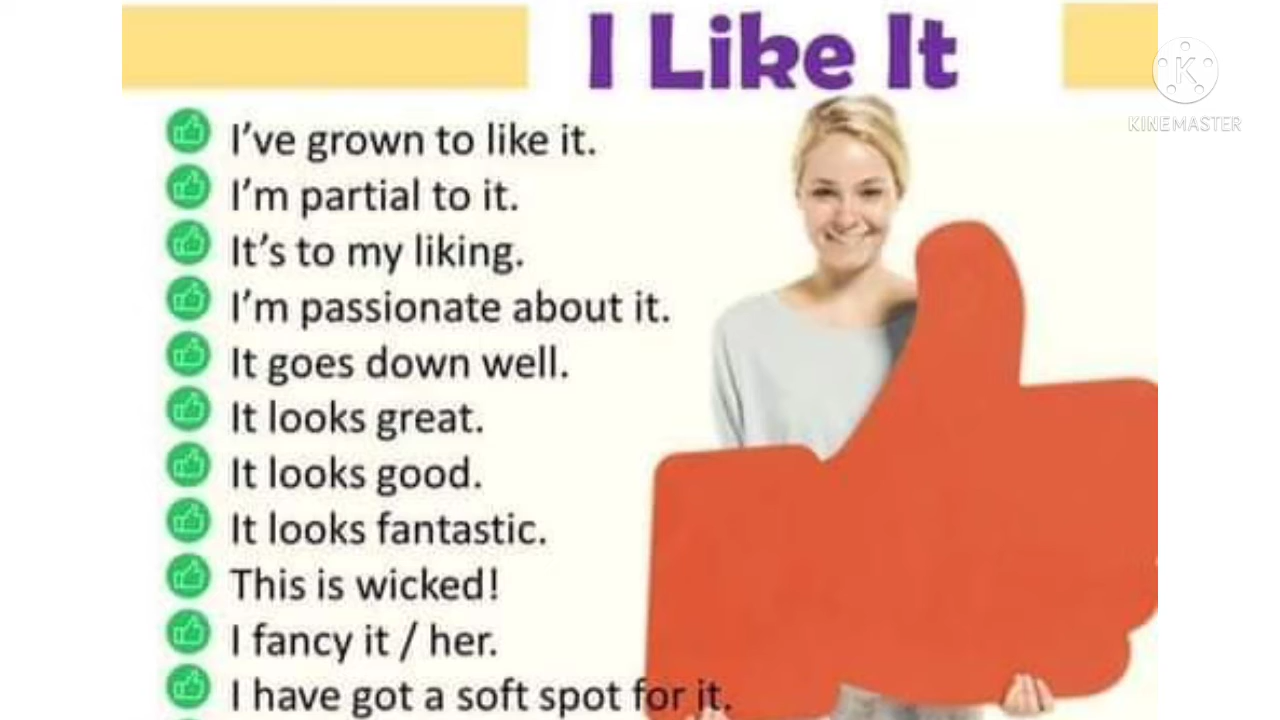 I Like It
K
KINEMASTER
I've grown to like it.
I'm partial to it.
It's to my liking.
I'm passionate about it.
It goes down well.
It looks great.
It looks good.
It looks fantastic.
This is wicked!
I fancy it / her.
I have got a soft spot for it.